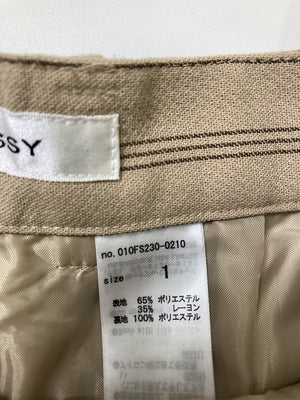 SSY
no. 010FS230-0210
size 1
表地 65% ポリエステル
35% レーヨン
裏地 100% ポリエステル